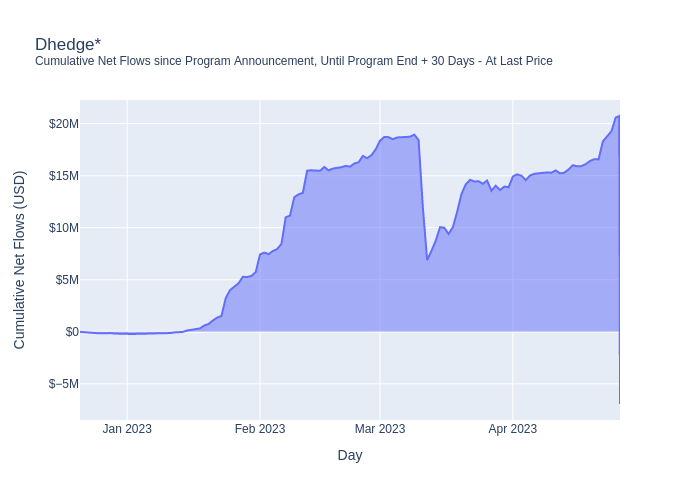 Dhedge*
Cumulative Net Flows since Program Announcement, Until Program End + 30 Days - At Last Price
$20M
$15M
$10M
$5M
$0
$−5M
Cumulative Net Flows (USD)
Jan 2023
Feb 2023
Mar 2023
Apr 2023
Day